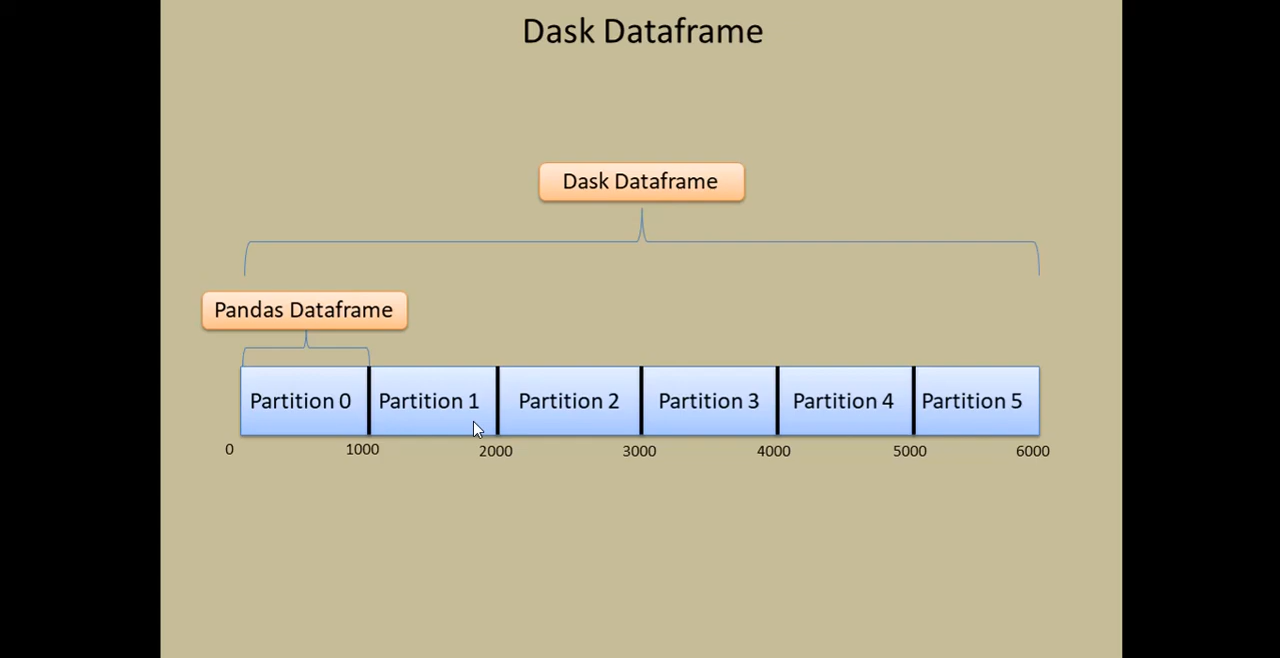 Dask Dataframe
Dask Dataframe
Pandas Dataframe
Partition 0 Partition 1 Partition 2 Partition 3 Partition 4 Partition 5
0 1000 2000 3000 4000 5000 6000